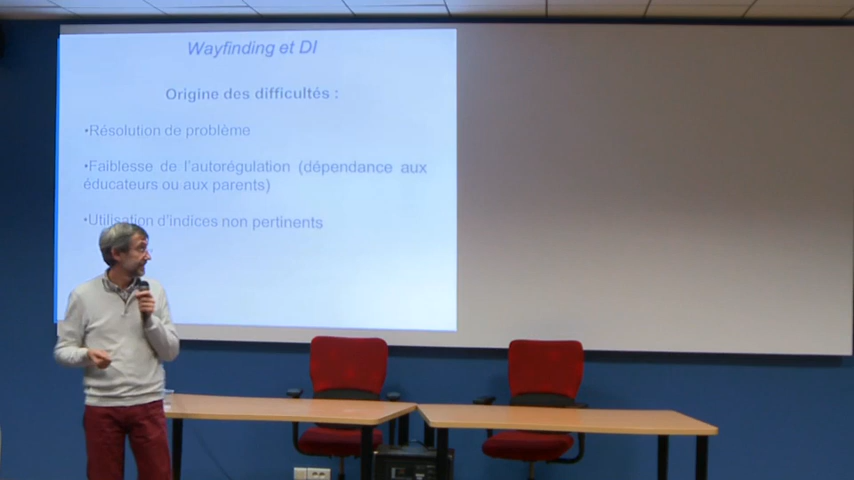 Wayfinding et DI
Origine des difficultés :
•Résolution de problème
•Faiblesse de l'autorégulation (dépendance aux
éducateurs ou aux parents)
•Utilisation d'indices non pertinents